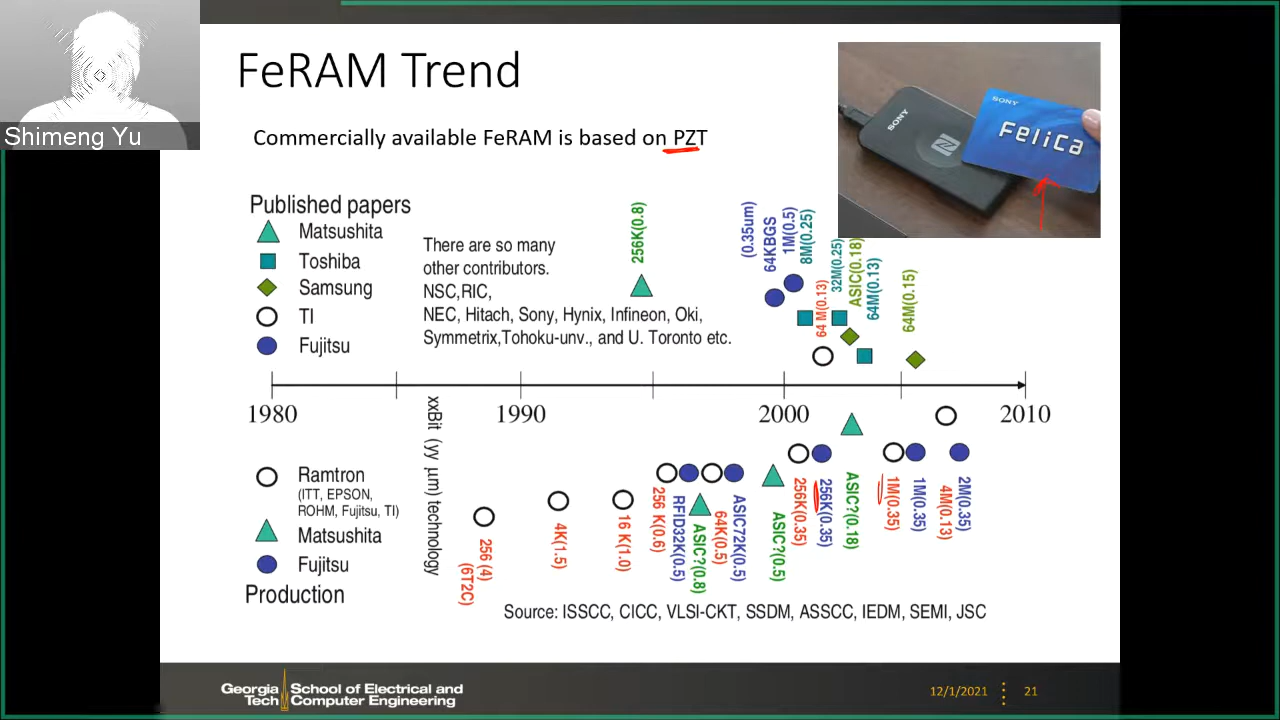 Shimeng Yu
FeRAM Trend
Commercially available FeRAM is based on PZT
SONY
SONY
FeliCa
Published papers
Matsushita
Toshiba
Samsung
TI
Fujitsu
There are so many
other contributors.
NSC,RIC,
NEC, Hitach, Sony, Hynix, Infineon, Oki,
Symmetrix,Tohoku-unv., and U. Toronto etc.
256K(0.8)
(0.35um)
64KBGS
1M(0.5)
8M(0.25)
64 M(0.13)
32M(0.25)
ASIC(0.18)
64M(0.13)
64M(0.15)
1980
1990
2000
2010
xxBit (yy μm) technology
Ramtron
(ITT, EPSON,
ROHM, Fujitsu, TI)
Matsushita
Fujitsu
Production
256 (4)
(6T2C)
4K(1.5)
16 K(1.0)
256 K(0.6)
RFID32K(0.5)
ASIC?(0.8)
64K(0.5)
ASIC72K(0.5)
ASIC?(0.5)
256K(0.35)
256K(0.35)
ASIC?(0.18)
1M(0.35)
1M(0.35)
4M(0.13)
2M(0.35)
Source: ISSCC, CICC, VLSI-CKT, SSDM, ASSCC, IEDM, SEMI, JSC
Georgia Tech
School of Electrical and
Computer Engineering
12/1/2021
21